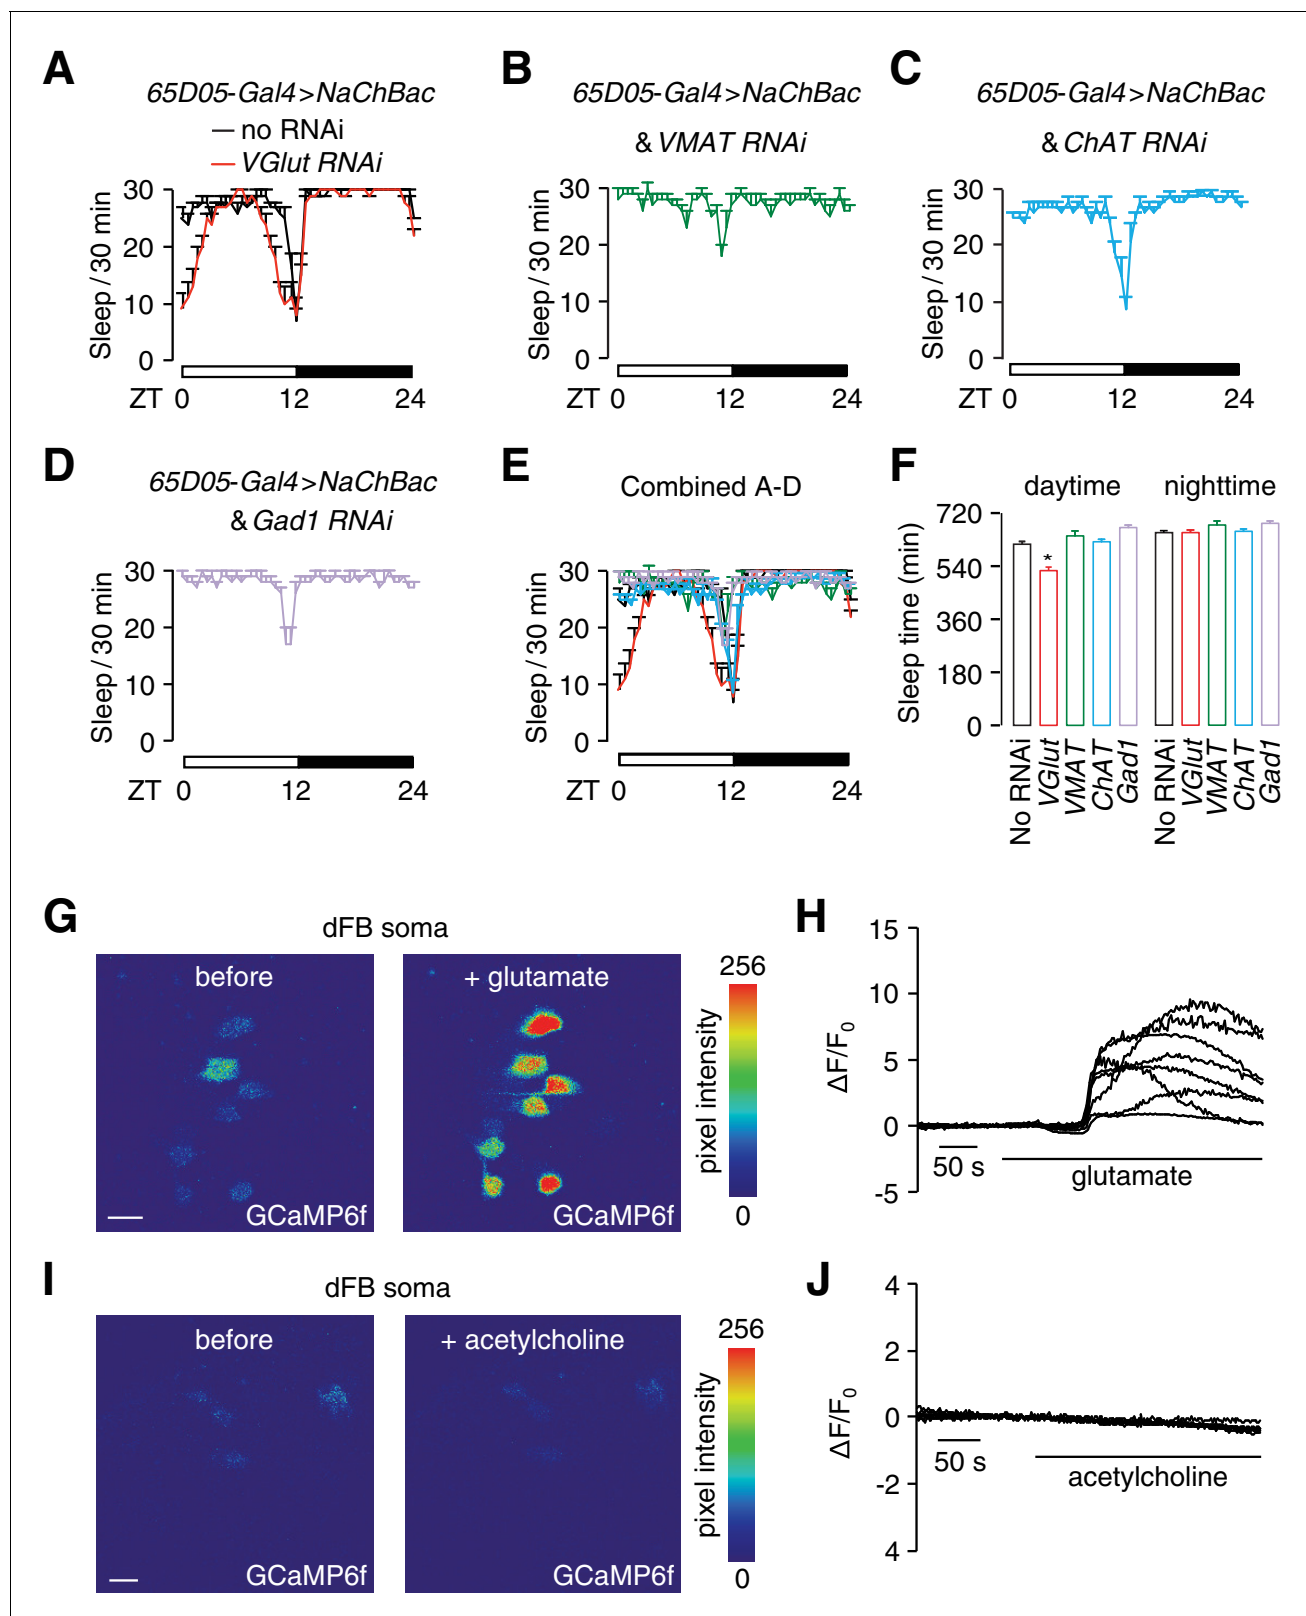 A
65D05-Gal4>NaChBac
no RNAi
VGlut RNAi
Sleep / 30 min
30
20
10
0
ZT 0 12 24
B
65D05-Gal4>NaChBac
& VMAT RNAi
Sleep / 30 min
30
20
10
0
ZT 0 12 24
C
65D05-Gal4>NaChBac
& ChAT RNAi
Sleep / 30 min
30
20
10
0
ZT 0 12 24
D
65D05-Gal4>NaChBac
& Gad1 RNAi
Sleep / 30 min
30
20
10
0
ZT 0 12 24
E
Combined A-D
Sleep / 30 min
30
20
10
0
ZT 0 12 24
F
daytime nighttime
Sleep time (min)
720
540
360
180
0
*
No RNAi
VGlut
VMAT
ChAT
Gad1
No RNAi
VGlut
VMAT
ChAT
Gad1
G
dFB soma
before
GCaMP6f
+ glutamate
GCaMP6f
pixel intensity
256
0
H
ΔF/F0
15
10
5
0
-5
50 s
glutamate
I
dFB soma
before
GCaMP6f
+ acetylcholine
GCaMP6f
pixel intensity
256
0
J
ΔF/F0
4
2
0
-2
4
50 s
acetylcholine